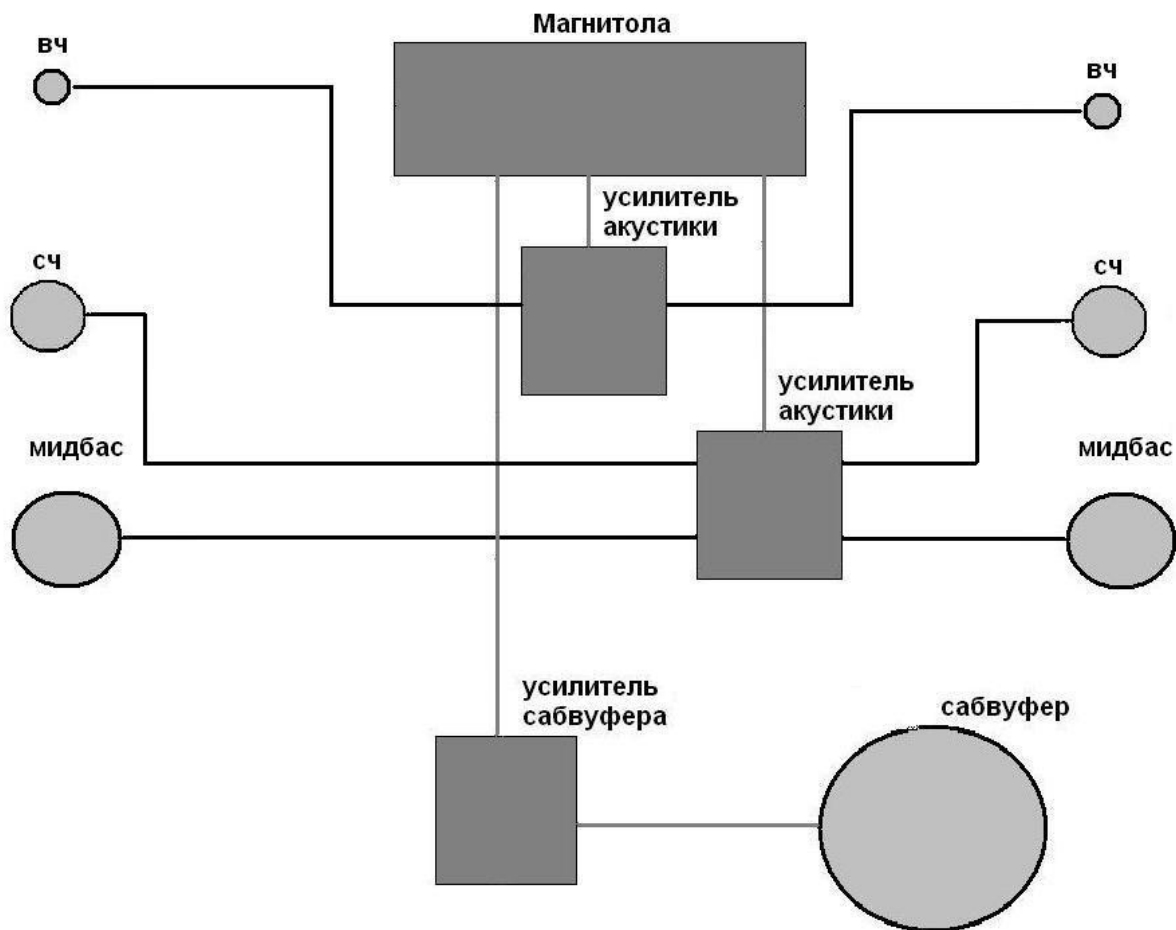 Магнитола
вч
вч
усилитель
акустики
сч
сч
усилитель
акустики
мидбас
мидбас
усилитель
сабвуфера
сабвуфер